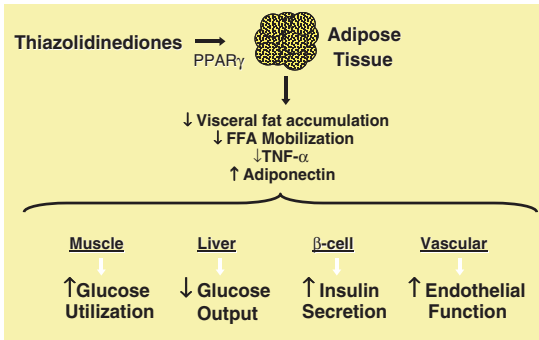 Thiazolidinediones
PPARγ
Adipose
Tissue
↓ Visceral fat accumulation
↓ FFA Mobilization
↓TNF-α
↑ Adiponectin
Muscle
Liver
β-cell
Vascular
↑Glucose
Utilization
↓ Glucose
Output
↑ Insulin
Secretion
↑ Endothelial
Function